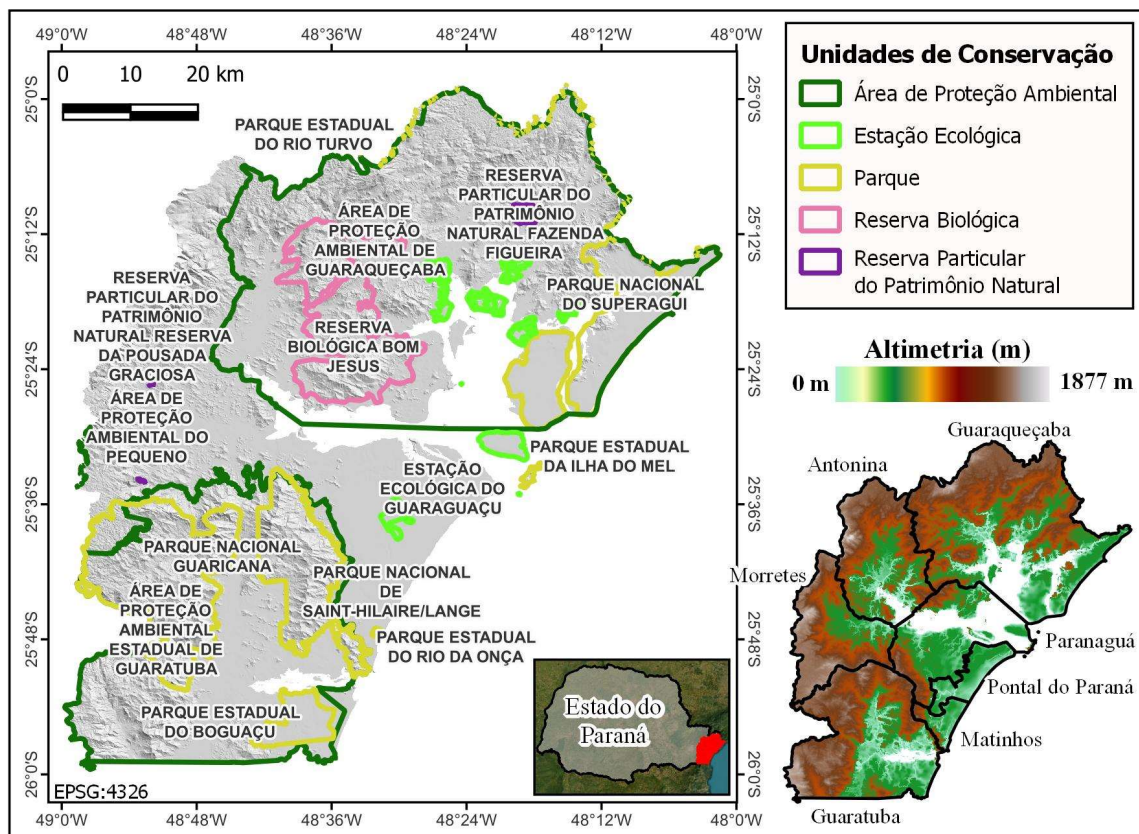 49°0'W
48°48'W
48°36'W
48°24'W
48°12'W
48°0'W
0
10
20 km
25°0'S
25°12'S
25°24'S
25°36'S
25°48'S
26°0'S
PARQUE ESTADUAL
DO RIO TURVO
RESERVA
PARTICULAR DO
PATRIMÔNIO
NATURAL FAZENDA
FIGUEIRA
ÁREA DE
PROTEÇÃO
AMBIENTAL DE
GUARAQUEÇABA
PARQUE NACIONAL
DO SUPERAGUI
RESERVA
PARTICULAR DO
PATRIMÔNIO
NATURAL RESERVA
DA POUSADA
GRACIOSA
RESERVA
BIOLÓGICA BOM
JESUS
ÁREA DE
PROTEÇÃO
AMBIENTAL DO
PEQUENO
PARQUE ESTADUAL
DA ILHA DO MEL
ESTAÇÃO
ECOLÓGICA DO
GUARAGUAÇU
PARQUE NACIONAL
GUARICANA
PARQUE NACIONAL
DE
SAINT-HILAIRE/LANGE
ÁREA DE
PROTEÇÃO
AMBIENTAL
ESTADUAL DE
GUARATUBA
PARQUE ESTADUAL
DO RIO DA ONÇA
PARQUE ESTADUAL
DO BOGUAÇU
EPSG:4326
49°0'W
48°48'W
48°36'W
48°24'W
48°12'W
48°0'W
25°0'S
25°12'S
25°24'S
25°36'S
25°48'S
26°0'S
Estado do
Paraná
Unidades de Conservação
Área de Proteção Ambiental
Estação Ecológica
Parque
Reserva Biológica
Reserva Particular
do Patrimônio Natural
Altimetria (m)
0 m
1877 m
Guaraqueçaba
Antonina
Morretes
Paranaguá
Pontal do Paraná
Matinhos
Guaratuba